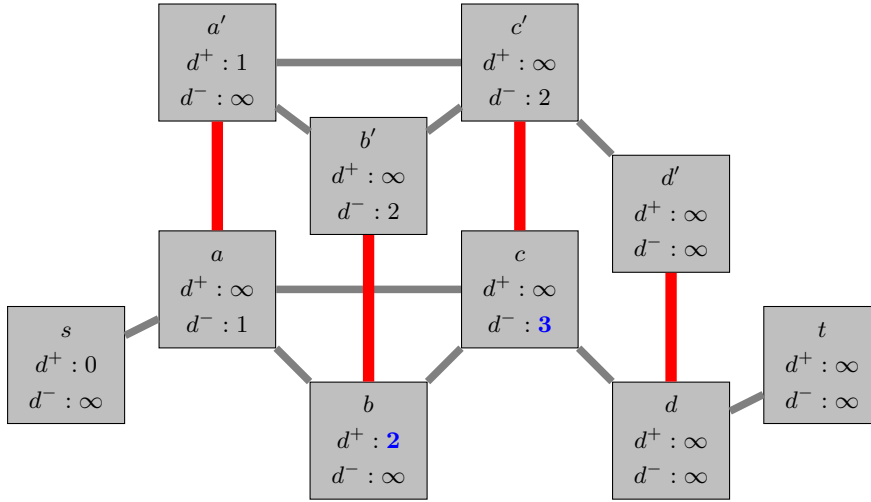 a′
d⁺ : 1
d⁻ : ∞
c′
d⁺ : ∞
d⁻ : 2
b′
d⁺ : ∞
d⁻ : 2
d′
d⁺ : ∞
d⁻ : ∞
a
d⁺ : ∞
d⁻ : 1
c
d⁺ : ∞
d⁻ : 3
s
d⁺ : 0
d⁻ : ∞
t
d⁺ : ∞
d⁻ : ∞
b
d⁺ : 2
d⁻ : ∞
d
d⁺ : ∞
d⁻ : ∞